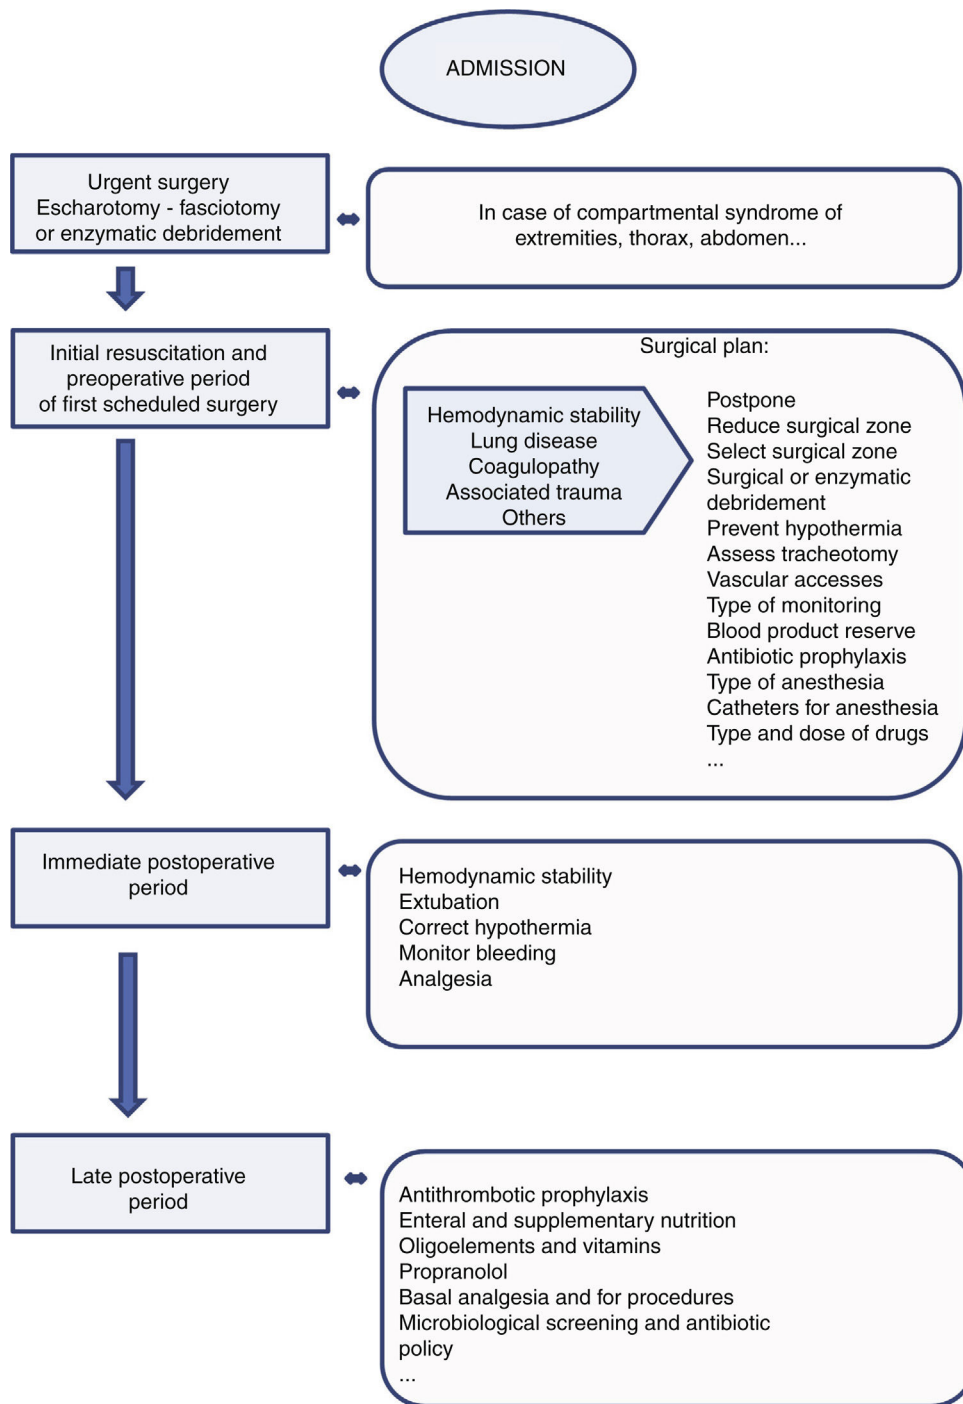 ADMISSION
Urgent surgery
Escharotomy - fasciotomy
or enzymatic debridement
In case of compartmental syndrome of
extremities, thorax, abdomen...
Initial resuscitation and
preoperative period
of first scheduled surgery
Surgical plan:
Hemodynamic stability
Lung disease
Coagulopathy
Associated trauma
Others
Postpone
Reduce surgical zone
Select surgical zone
Surgical or enzymatic
debridement
Prevent hypothermia
Assess tracheotomy
Vascular accesses
Type of monitoring
Blood product reserve
Antibiotic prophylaxis
Type of anesthesia
Catheters for anesthesia
Type and dose of drugs
...
Immediate postoperative
period
Hemodynamic stability
Extubation
Correct hypothermia
Monitor bleeding
Analgesia
Late postoperative
period
Antithrombotic prophylaxis
Enteral and supplementary nutrition
Oligoelements and vitamins
Propranolol
Basal analgesia and for procedures
Microbiological screening and antibiotic
policy
...